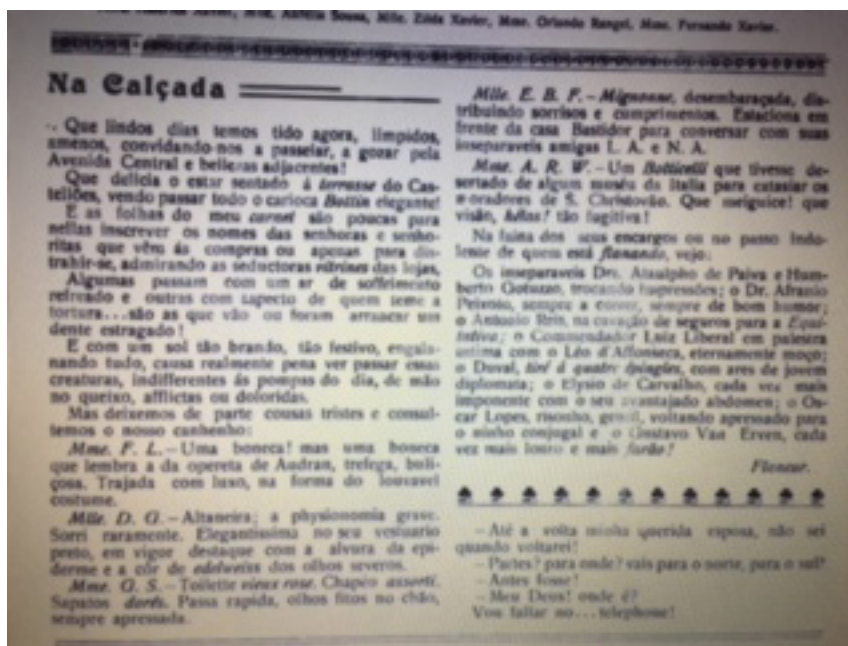 Mme. Orlando Rangel, Mme. Fernando Xavier.
Na Calçada
Que lindos dias temos tido agora, limpidos,
amenos, convidando-nos a passeiar, a gozar pela
Avenida Central e bellezas adjacentes!
Que delicia o estar sentado á terrasse do Cas-
tellões, vendo passar todo o carioca Bottin elegante!
E as folhas do meu carnet são poucas para
nellas inscrever os nomes das senhoras e senho-
ritas que vêm ás compras ou apenas para dis-
trahir-se, admirando as seductoras vitrines das lojas.
Algumas passam com um ar de soffrimento
refreado e outras com aspecto de quem teme a
tortura...são as que vão ou foram arrancar um
dente estragado!
E com um sol tão brando, tão festivo, engala-
nando tudo, causa realmente pena ver passar essas
creaturas, indifferentes ás pompas do dia, de mão
no queixo, afflictas ou doloridas.
Mas deixemos de parte cousas tristes e consul-
temos o nosso canhenho:
Mme. F. L.—Uma boneca! mas uma boneca
que lembra a da opereta de Audran, trefega, buli-
çosa. Trajada com luxo, na forma do louvavel
costume.
Mlle. D. G.—Altaneira; a physionomia grave.
Sorri raramente. Elegantissima no seu vestuario
preto, em vigor destaque com a alvura da epi-
derme e a côr de edelweiss dos olhos severos.
Mme. G. S.—Toilette vieux rose. Chapéo assorti.
Sapatos dorés. Passa rapida, olhos fitos no chão,
sempre apressada.
Mlle. E. B. F.—Mignonne, desembaraçada, dis-
tribuindo sorrisos e cumprimentos. Estaciona em
frente da casa Bastidor para conversar com suas
inseparaveis amigas L. A. e N. A.
Mme. A. R. W.—Um Botticelli que tivesse de-
sertado de algum muséu da Italia para extasiar os
moradores de S. Christovão. Que meiguice! que
visão, hélas! tão fugitiva!
Na faina dos seus encargos ou no passo indo-
lente de quem está flanando, vejo:
Os inseparaveis Drs. Ataulpho de Paiva e Hum-
berto Gotuzzo, trocando impressões; o Dr. Afranio
Peixoto, sempre a correr, sempre de bom humor;
o Antonio Reis, na cavação de seguros para a Equi-
tativa; o Commendador Luiz Liberal em palestra
intima com o Léo d'Affonseca, eternamente moço;
o Duval, tiré á quatre épingles, com ares de jovem
diplomata; o Elysio de Carvalho, cada vez mais
imponente com o seu avantajado abdomen; o Os-
car Lopes, risonho, gentil, voltando apressado para
o ninho conjugal e o Gustavo Van Erven, cada
vez mais louro e mais
Flaneur.
—Até a volta minha querida esposa, não sei
quando voltarei!
—Partes? para onde? vais para o norte, para o sul?
—Antes fosse!
—Meu Deus! onde é?
Vou fallar no...telephone!